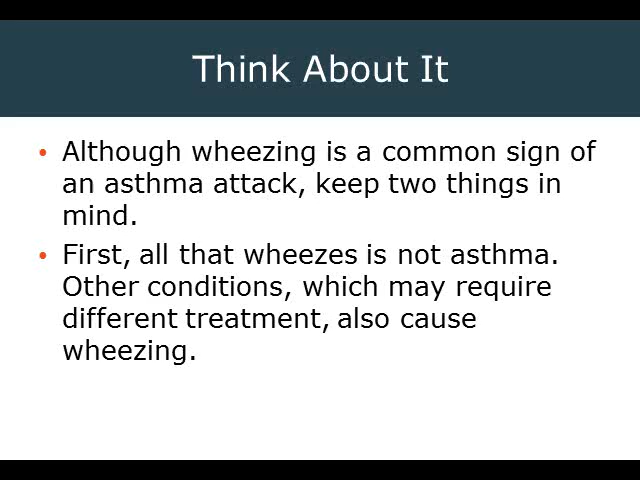 Think About It
• Although wheezing is a common sign of
an asthma attack, keep two things in
mind.
• First, all that wheezes is not asthma.
Other conditions, which may require
different treatment, also cause
wheezing.